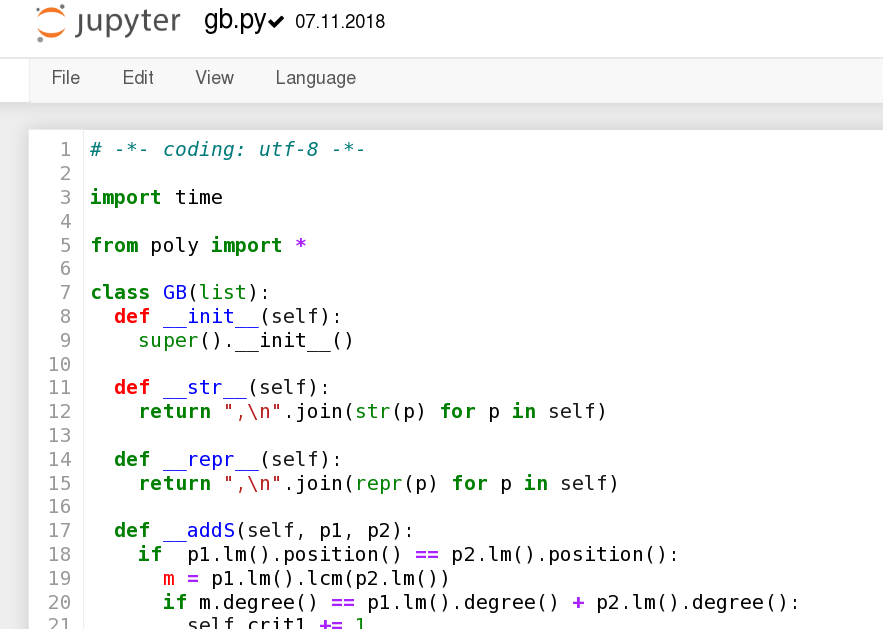 jupyter gb.py✔ 07.11.2018
File Edit View Language
1 # -*- coding: utf-8 -*-
2
3 import time
4
5 from poly import *
6
7 class GB(list):
8   def __init__(self):
9     super().__init__()
10
11   def __str__(self):
12     return ",\n".join(str(p) for p in self)
13
14   def __repr__(self):
15     return ",\n".join(repr(p) for p in self)
16
17   def __addS(self, p1, p2):
18     if  p1.lm().position() == p2.lm().position():
19       m = p1.lm().lcm(p2.lm())
20       if m.degree() == p1.lm().degree() + p2.lm().degree():
21         self.crit1 += 1